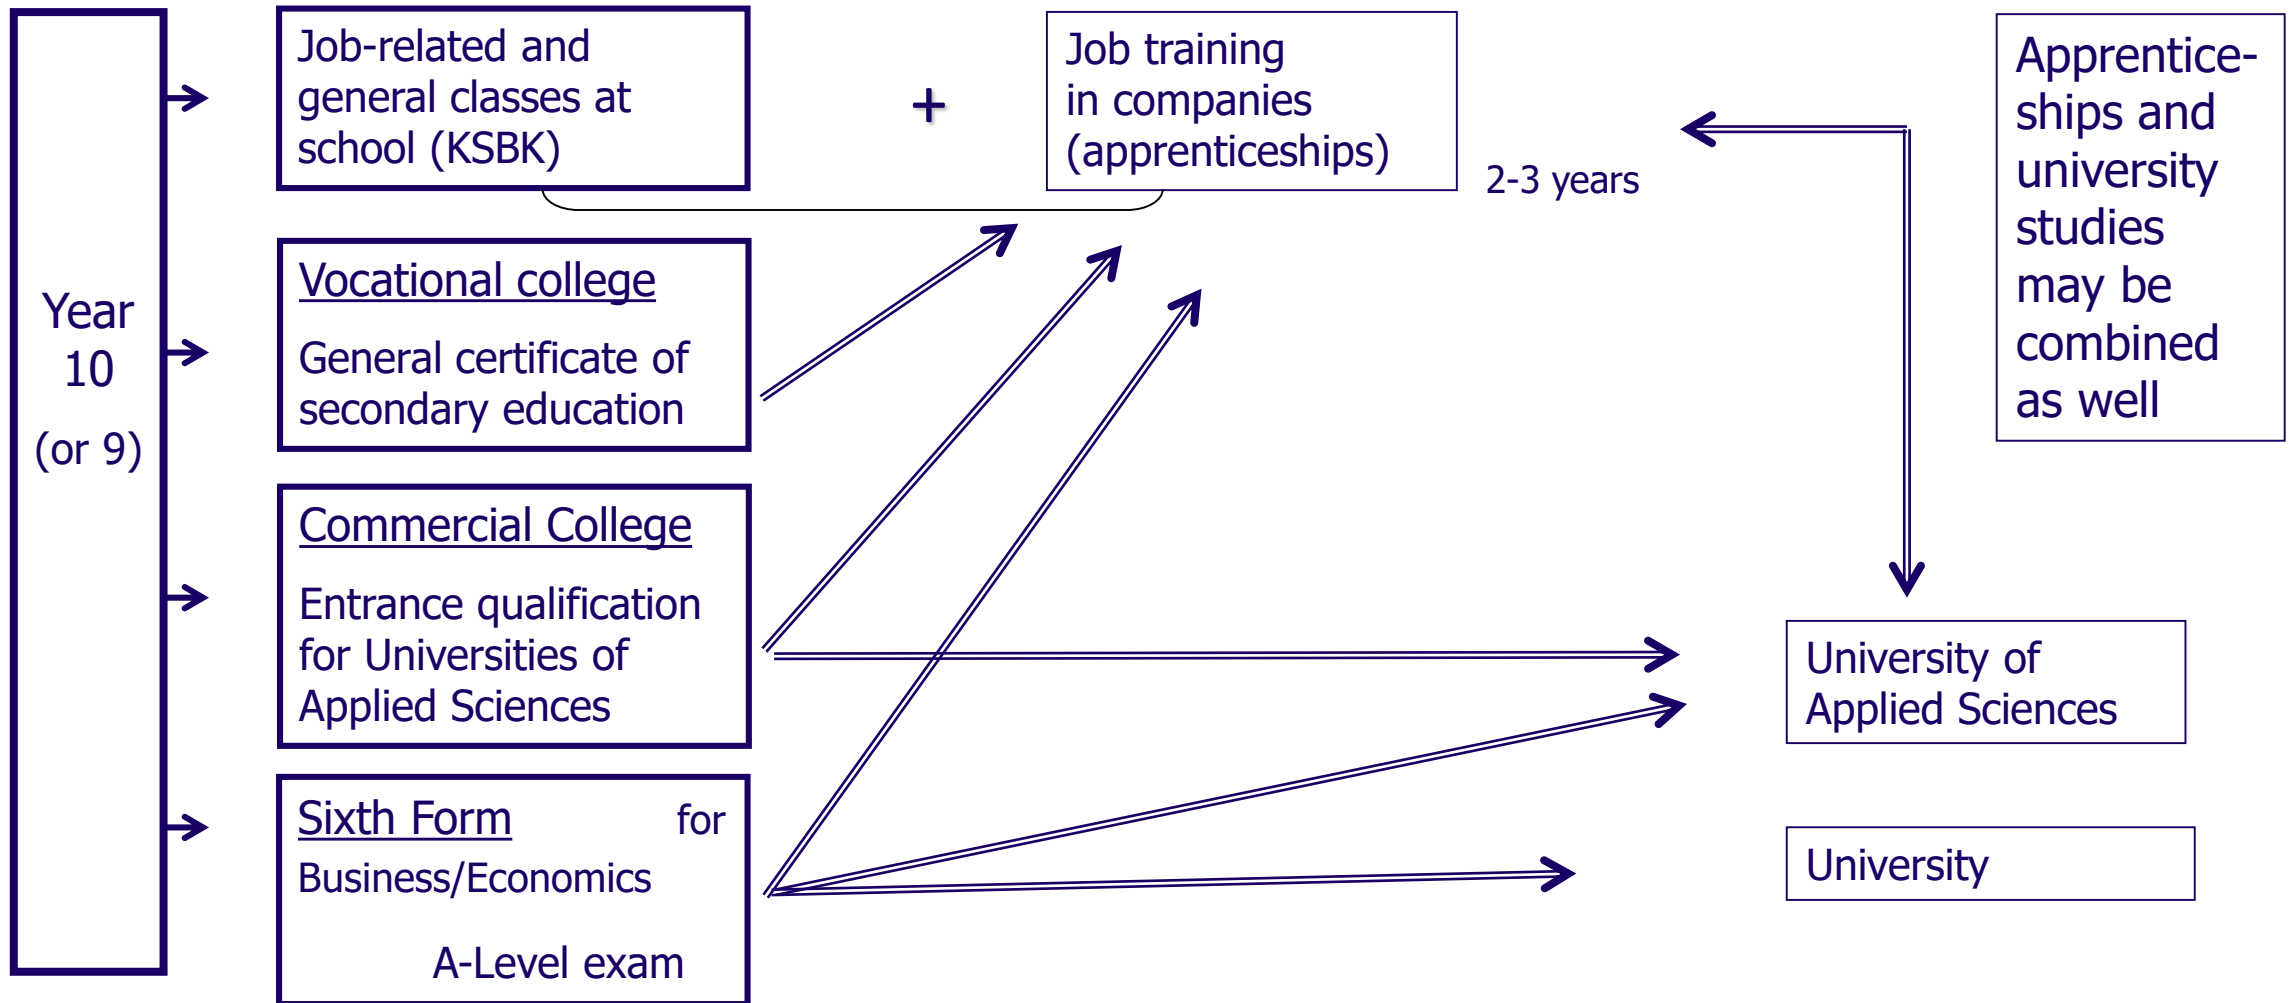 Year
10
(or 9)
Job-related and
general classes at
school (KSBK)
+
Job training
in companies
(apprenticeships)
2-3 years
Apprentice-
ships and
university
studies
may be
combined
as well
Vocational college
General certificate of
secondary education
Commercial College
Entrance qualification
for Universities of
Applied Sciences
University of
Applied Sciences
Sixth Form for
Business/Economics
A-Level exam
University